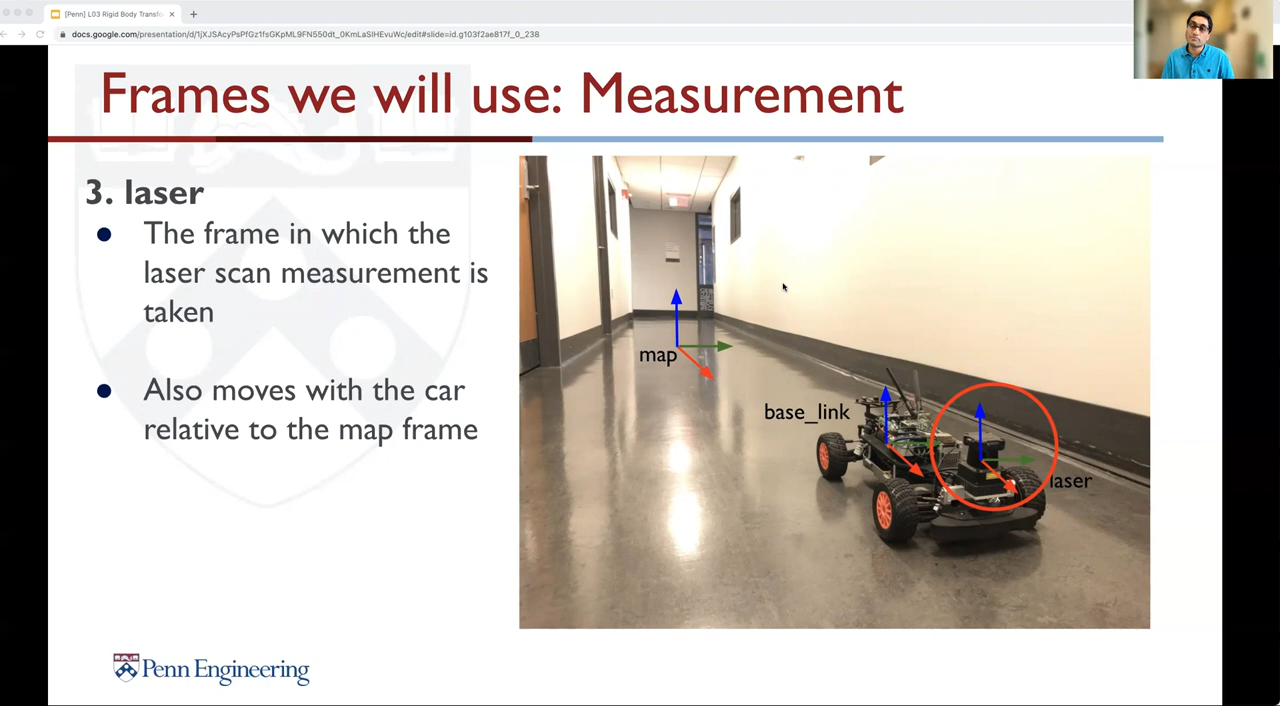 [Penn] L03 Rigid Body Transfo
docs.google.com/presentation/d/1jXJSAcyPsPfGz1fsGKpML9FN550dt_0KmLaSIHEvuWc/edit#slide=id.g103f2ae817f_0_238
Frames we will use: Measurement
3. laser
The frame in which the
laser scan measurement is
taken
Also moves with the car
relative to the map frame
map
base_link
laser
Penn Engineering